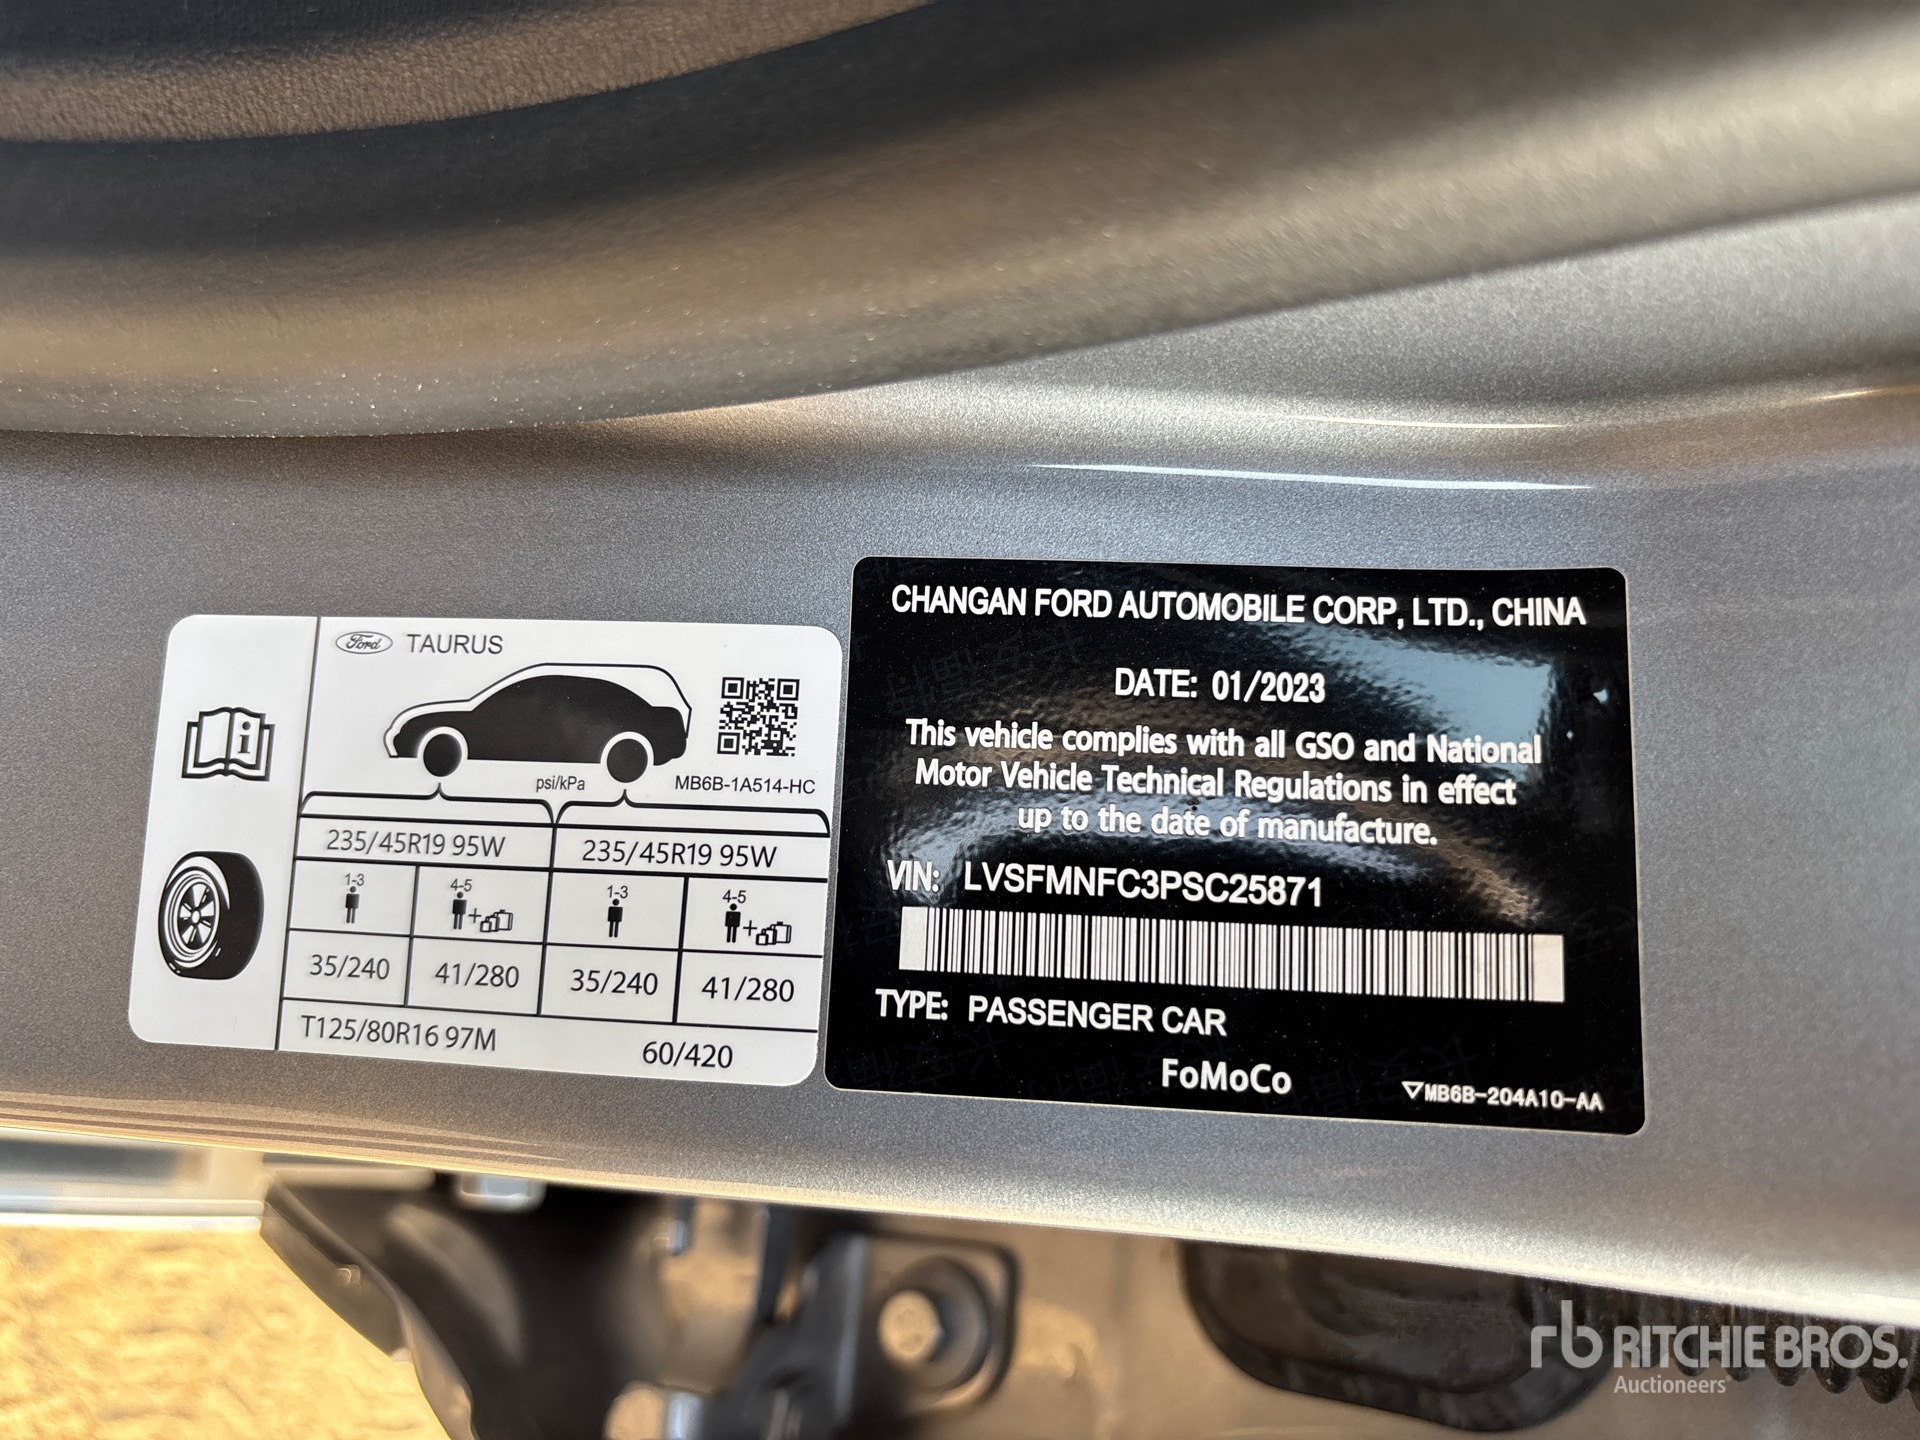 Ford TAURUS
psi/kPa
MB6B-1A514-HC
235/45R19 95W 235/45R19 95W
1-3 4-5 1-3 4-5
+ +
35/240 41/280 35/240 41/280
T125/80R16 97M 60/420
CHANGAN FORD AUTOMOBILE CORP, LTD., CHINA
DATE: 01/2023
This vehicle complies with all GSO and National
Motor Vehicle Technical Regulations in effect
up to the date of manufacture.
VIN: LVSFMNFC3PSC25871
TYPE: PASSENGER CAR
FoMoCo
MB6B-204A10-AA
rb RITCHIE BROS.
Auctioneers